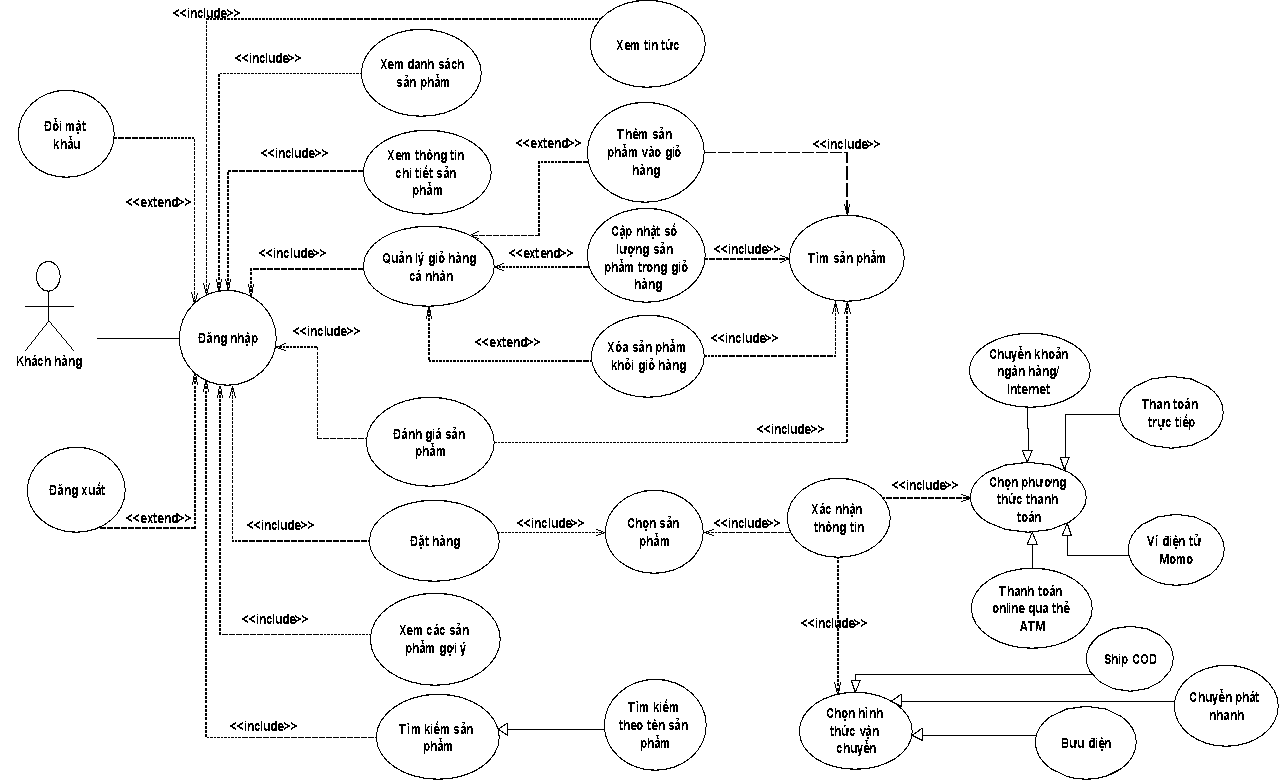 <<include>>
Xem tin tức
<<include>>
Xem danh sách
sản phẩm
Đổi mật
khẩu
<<extend>>
<<include>>
Xem thông tin
chi tiết sản
phẩm
<<extend>>
Thêm sản
phẩm vào giỏ
hàng
<<include>>
<<include>>
Quản lý giỏ hàng
cá nhân
<<extend>>
Cập nhật số
lượng sản
phẩm trong giỏ
hàng
<<include>>
Tìm sản phẩm
Khách hàng
Đăng nhập
<<include>>
<<extend>>
Xóa sản phẩm
khỏi giỏ hàng
<<include>>
Đánh giá sản
phẩm
<<include>>
Chuyển khoản
ngân hàng/
Internet
Than toán
trực tiếp
Đăng xuất
<<extend>>
<<include>>
Đặt hàng
<<include>>
Chọn sản
phẩm
<<include>>
Xác nhận
thông tin
<<include>>
Chọn phương
thức thanh
toán
Ví điện tử
Momo
Thanh toán
online qua thẻ
ATM
<<include>>
<<include>>
Xem các sản
phẩm gợi ý
<<include>>
Tìm kiếm sản
phẩm
Tìm kiếm
theo tên sản
phẩm
Chọn hình
thức vận
chuyển
Ship COD
Chuyển phát
nhanh
Bưu điện